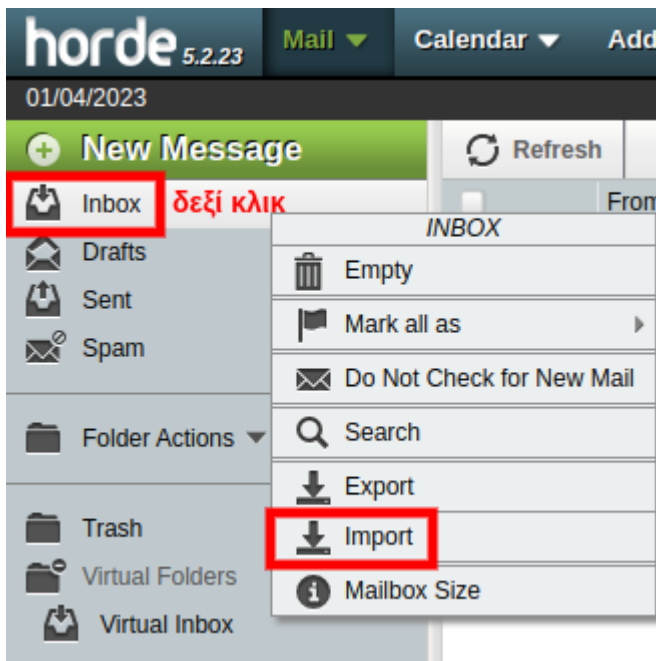 horde 5.2.23 Mail Calendar Add
01/04/2023
New Message Refresh
Inbox δεξί κλικ From
INBOX
Drafts
Empty
Sent
Mark all as
Spam
Do Not Check for New Mail
Search
Folder Actions
Export
Trash
Import
Virtual Folders
Mailbox Size
Virtual Inbox